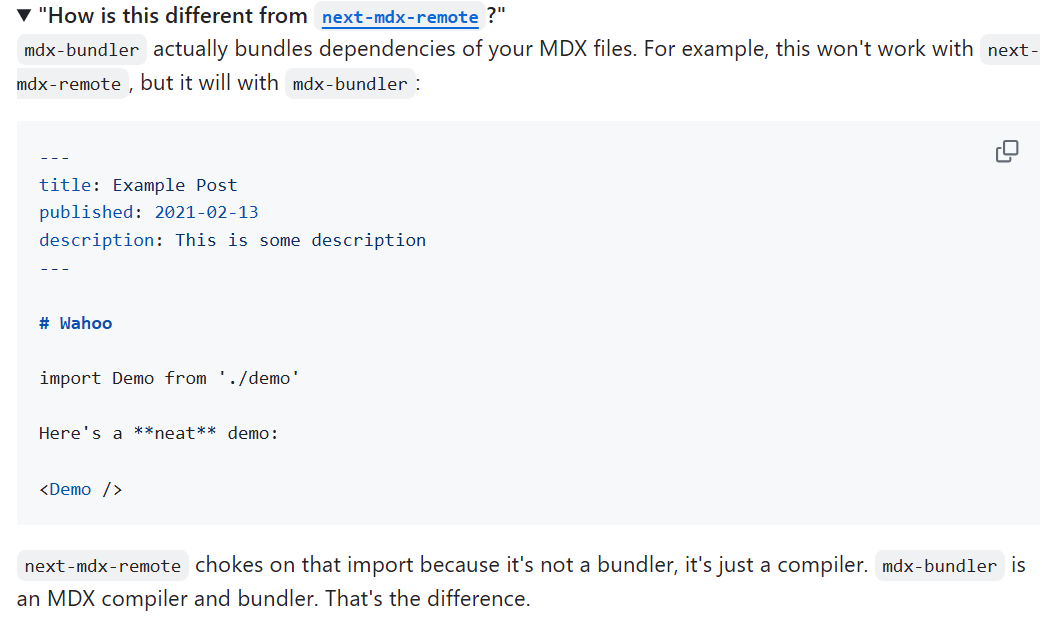 ▼ "How is this different from next-mdx-remote?"
mdx-bundler actually bundles dependencies of your MDX files. For example, this won't work with next-
mdx-remote, but it will with mdx-bundler:
---
title: Example Post
published: 2021-02-13
description: This is some description
---
# Wahoo
import Demo from './demo'
Here's a **neat** demo:
<Demo />
next-mdx-remote chokes on that import because it's not a bundler, it's just a compiler. mdx-bundler is
an MDX compiler and bundler. That's the difference.